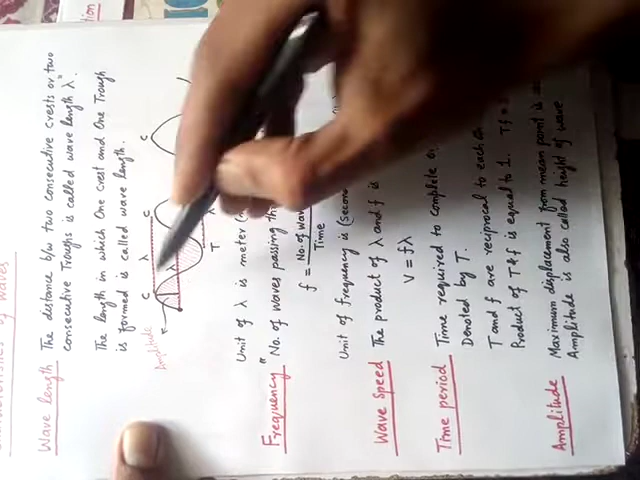 Characteristics of waves
Wave length The distance b/w two consecutive crests or two
consecutive Troughs is called wave length λ"
The length in which One crest and One Trough
is formed is called wave length.
Amplitude
C λ C C
λ
T
Unit of λ is meter
Frequency "No. of waves passing
f = No. of
Time
Unit of frequency is
Wave speed The product of λ and f is
V = fλ
Time period Time required to complete
Denoted by T.
T and f are reciprocal to each
Product of T & f is equal to 1. Tf =
Amplitude Maximum displacement from mean point is
Amplitude is also called height of wave
tion